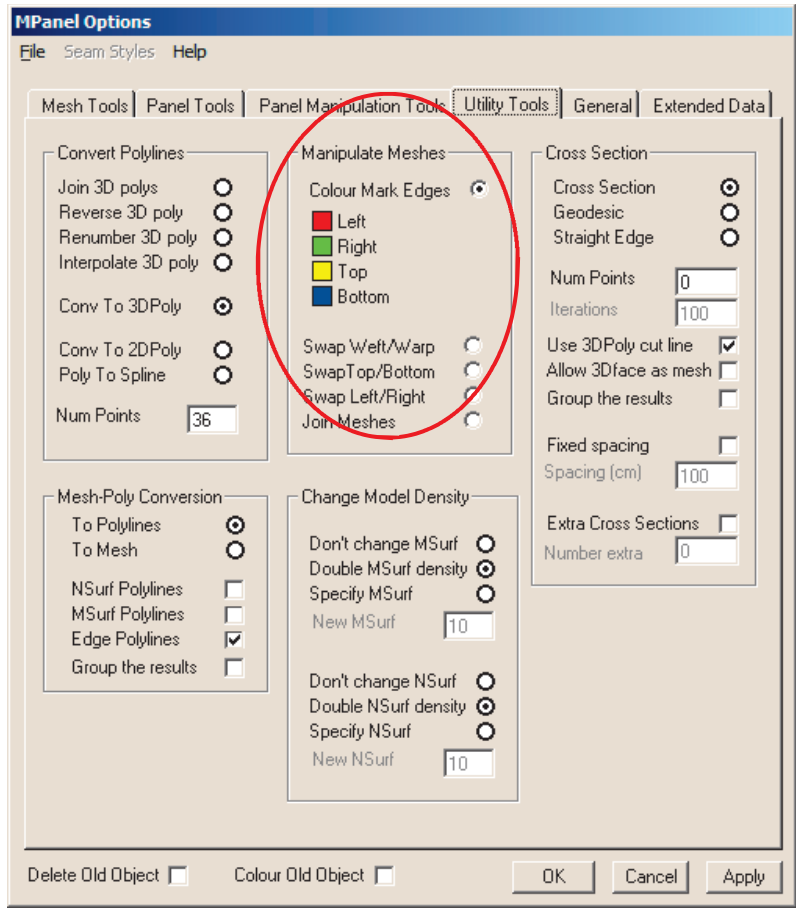 MPanel Options
File Seam Styles Help
Mesh Tools Panel Tools Panel Manipulation Tools Utility Tools General Extended Data
Convert Polylines
Join 3D polys
Reverse 3D poly
Renumber 3D poly
Interpolate 3D poly
Conv To 3DPoly
Conv To 2DPoly
Poly To Spline
Num Points 36
Manipulate Meshes
Colour Mark Edges
Left
Right
Top
Bottom
Swap Weft/Warp
SwapTop/Bottom
Swap Left/Right
Join Meshes
Cross Section
Cross Section
Geodesic
Straight Edge
Num Points 0
Iterations 100
Use 3DPoly cut line
Allow 3Dface as mesh
Group the results
Fixed spacing
Spacing (cm) 100
Extra Cross Sections
Number extra 0
Mesh-Poly Conversion
To Polylines
To Mesh
NSurf Polylines
MSurf Polylines
Edge Polylines
Group the results
Change Model Density
Don't change MSurf
Double MSurf density
Specify MSurf
New MSurf 10
Don't change NSurf
Double NSurf density
Specify NSurf
New NSurf 10
Delete Old Object Colour Old Object OK Cancel Apply